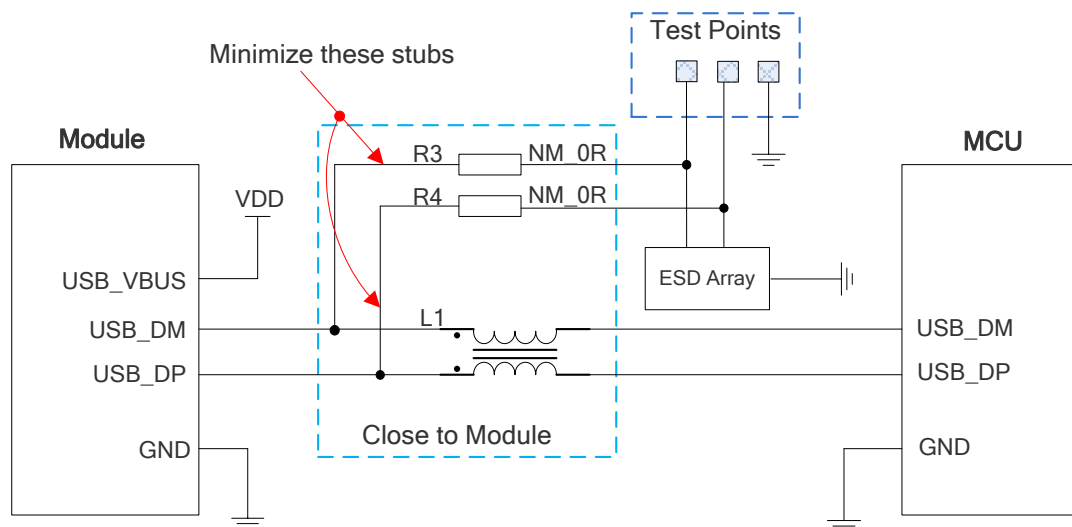 Test Points
Minimize these stubs
Module
MCU
R3 NM_0R
R4 NM_0R
VDD
ESD Array
USB_VBUS
USB_DM
L1
USB_DM
USB_DP
USB_DP
Close to Module
GND
GND